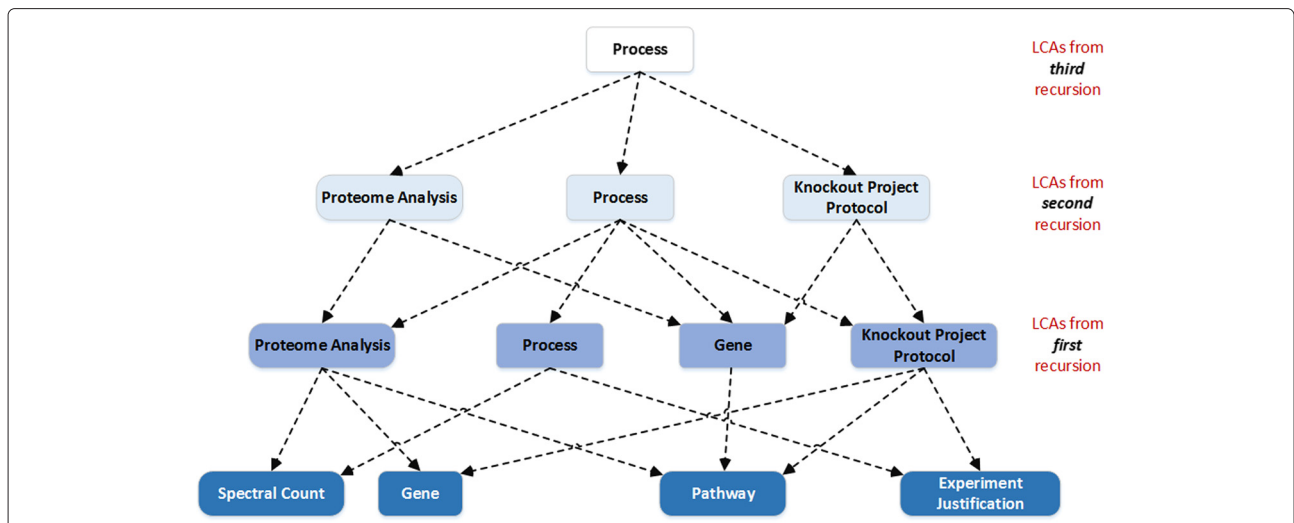 Process
LCAs from
third
recursion
Proteome Analysis
Process
Knockout Project
Protocol
LCAs from
second
recursion
Proteome Analysis
Process
Gene
Knockout Project
Protocol
LCAs from
first
recursion
Spectral Count
Gene
Pathway
Experiment
Justification